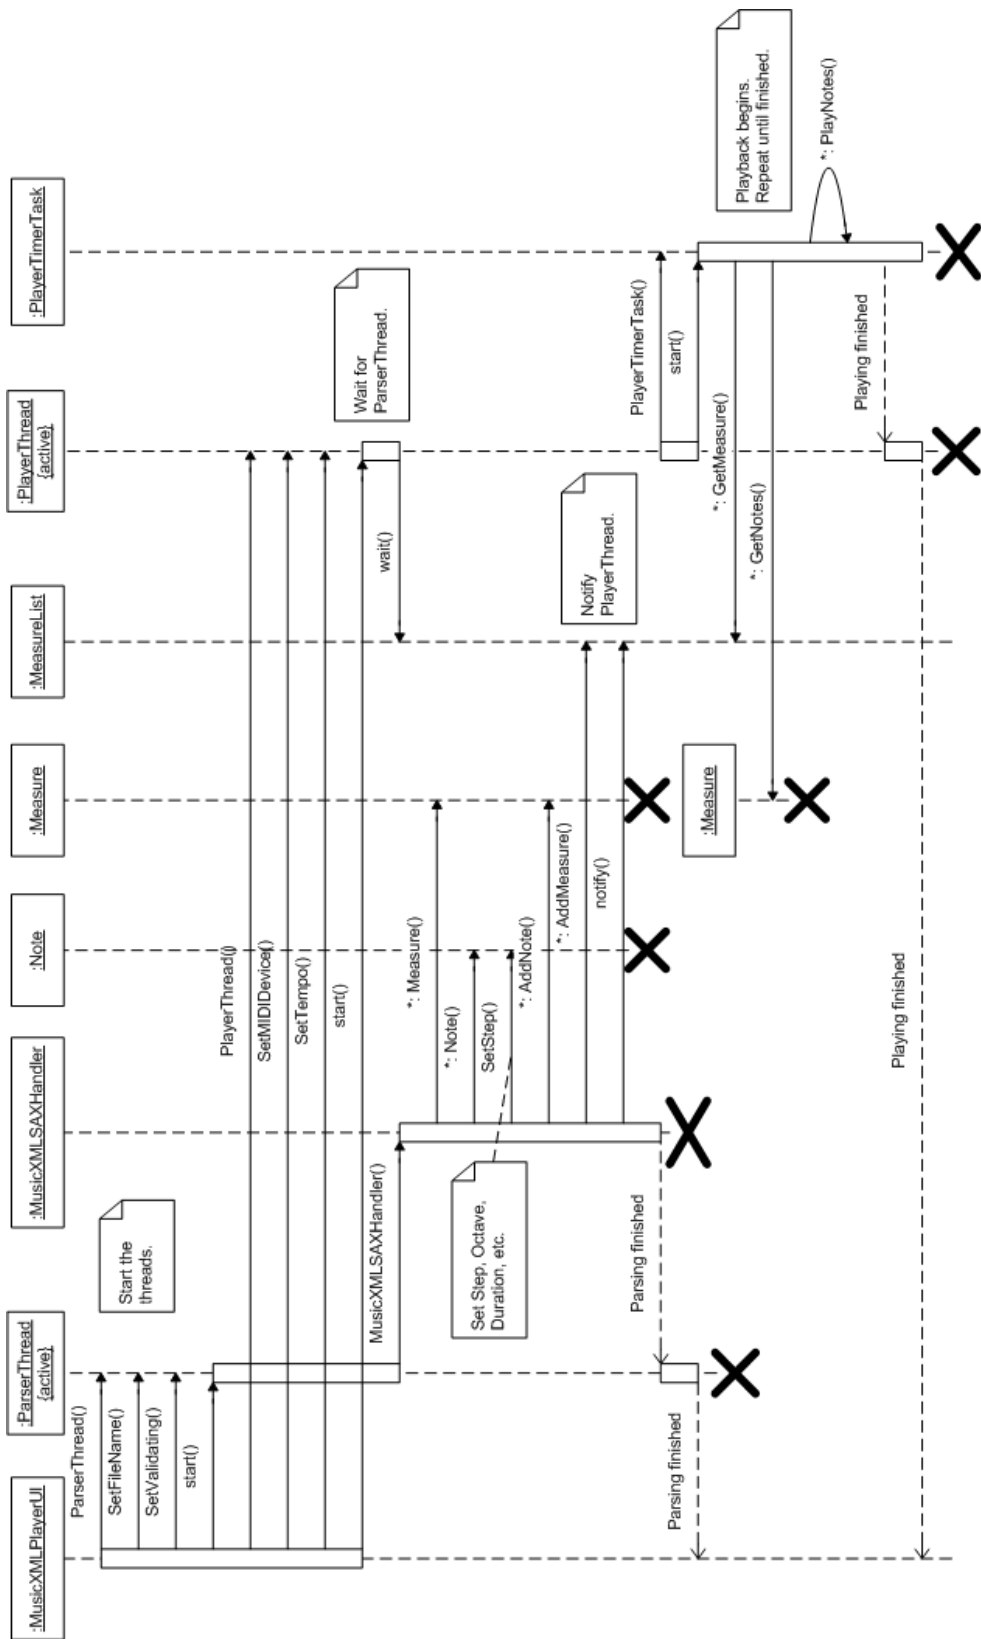 :MusicXMLPlayerUI
:ParserThread
{active}
:MusicXMLSAXHandler
:Note
:Measure
:MeasureList
:PlayerThread
{active}
:PlayerTimerTask
ParserThread()
SetFileName()
SetValidating()
start()
Start the
threads.
PlayerThread()
SetMIDIDevice()
SetTempo()
start()
Wait for
ParserThread.
wait()
MusicXMLSAXHandler()
*: Measure()
*: Note()
SetStep()
Set Step, Octave,
Duration, etc.
*: AddNote()
*: AddMeasure()
notify()
Notify
PlayerThread.
Parsing finished
Parsing finished
PlayerTimerTask()
start()
:Measure
*: GetMeasure()
*: GetNotes()
Playback begins.
Repeat until finished.
*: PlayNotes()
Playing finished
Playing finished